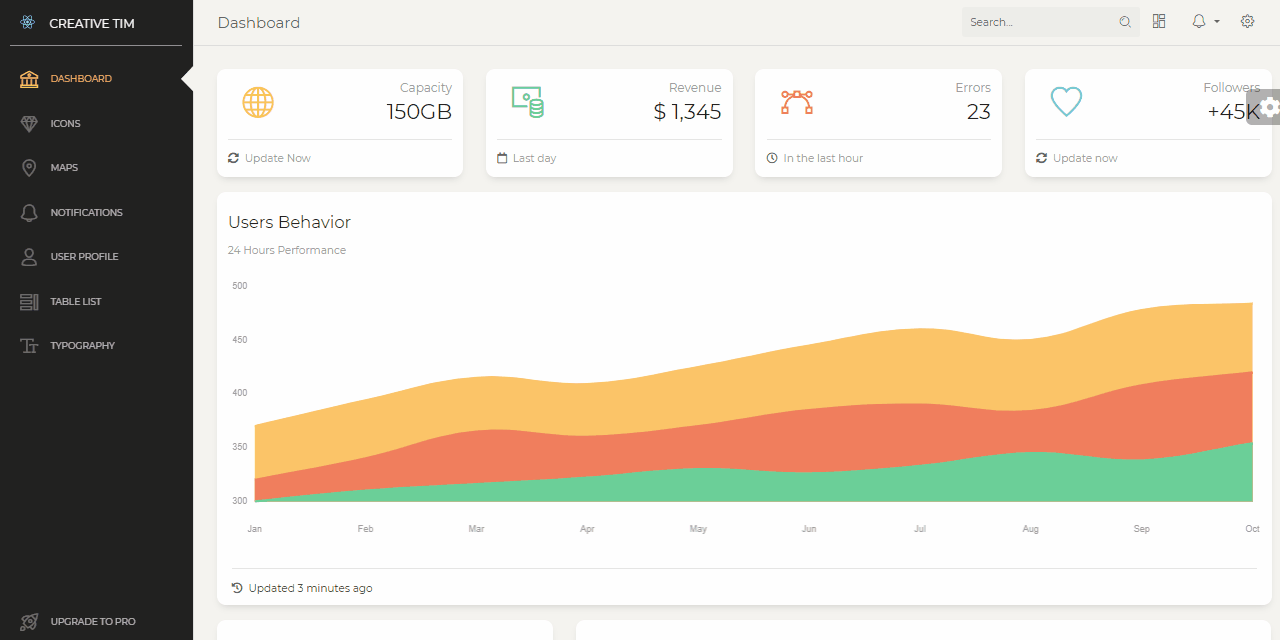 CREATIVE TIM
DASHBOARD
ICONS
MAPS
NOTIFICATIONS
USER PROFILE
TABLE LIST
TYPOGRAPHY
UPGRADE TO PRO
Dashboard
Search...
Capacity
150GB
Update Now
Revenue
$ 1,345
Last day
Errors
23
In the last hour
Followers
+45K
Update now
Users Behavior
24 Hours Performance
500
450
400
350
300
Jan Feb Mar Apr May Jun Jul Aug Sep Oct
Updated 3 minutes ago